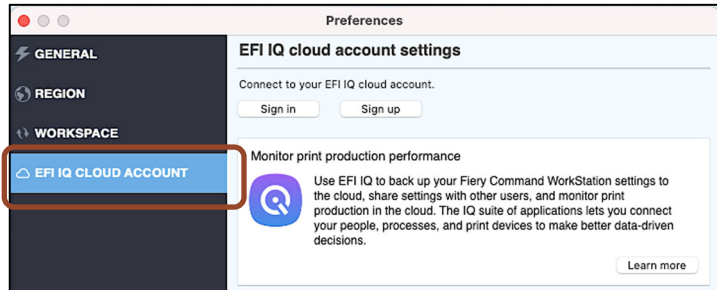 Preferences
GENERAL
REGION
WORKSPACE
EFI IQ CLOUD ACCOUNT
EFI IQ cloud account settings
Connect to your EFI IQ cloud account.
Sign in Sign up
Monitor print production performance
Use EFI IQ to back up your Fiery Command WorkStation settings to
the cloud, share settings with other users, and monitor print
production in the cloud. The IQ suite of applications lets you connect
your people, processes, and print devices to make better data-driven
decisions.
Learn more